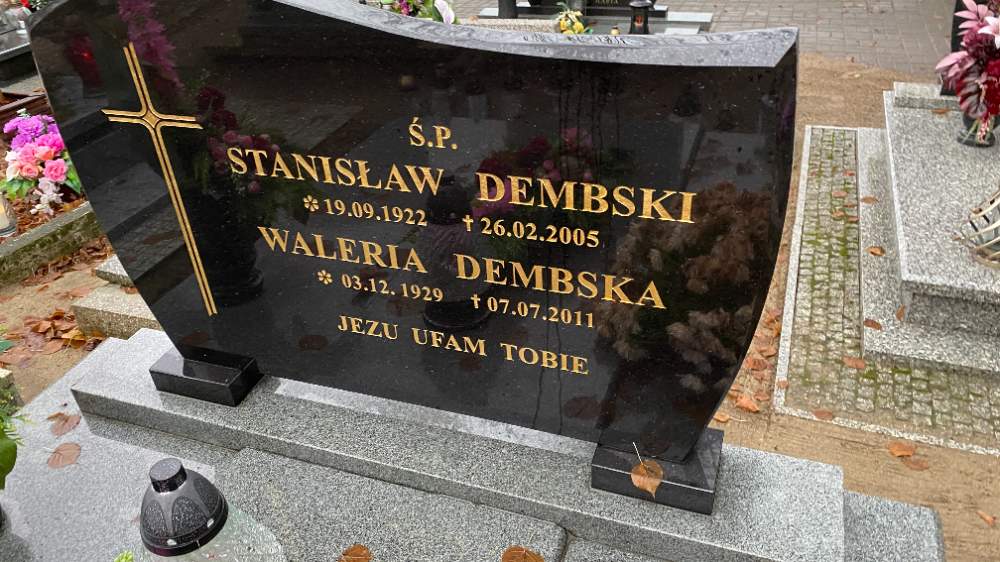 Ś.P.
STANISŁAW DEMBSKI
✲ 19.09.1922 ✝ 26.02.2005
WALERIA DEMBSKA
✲ 03.12.1929 ✝ 07.07.2011
JEZU UFAM TOBIE